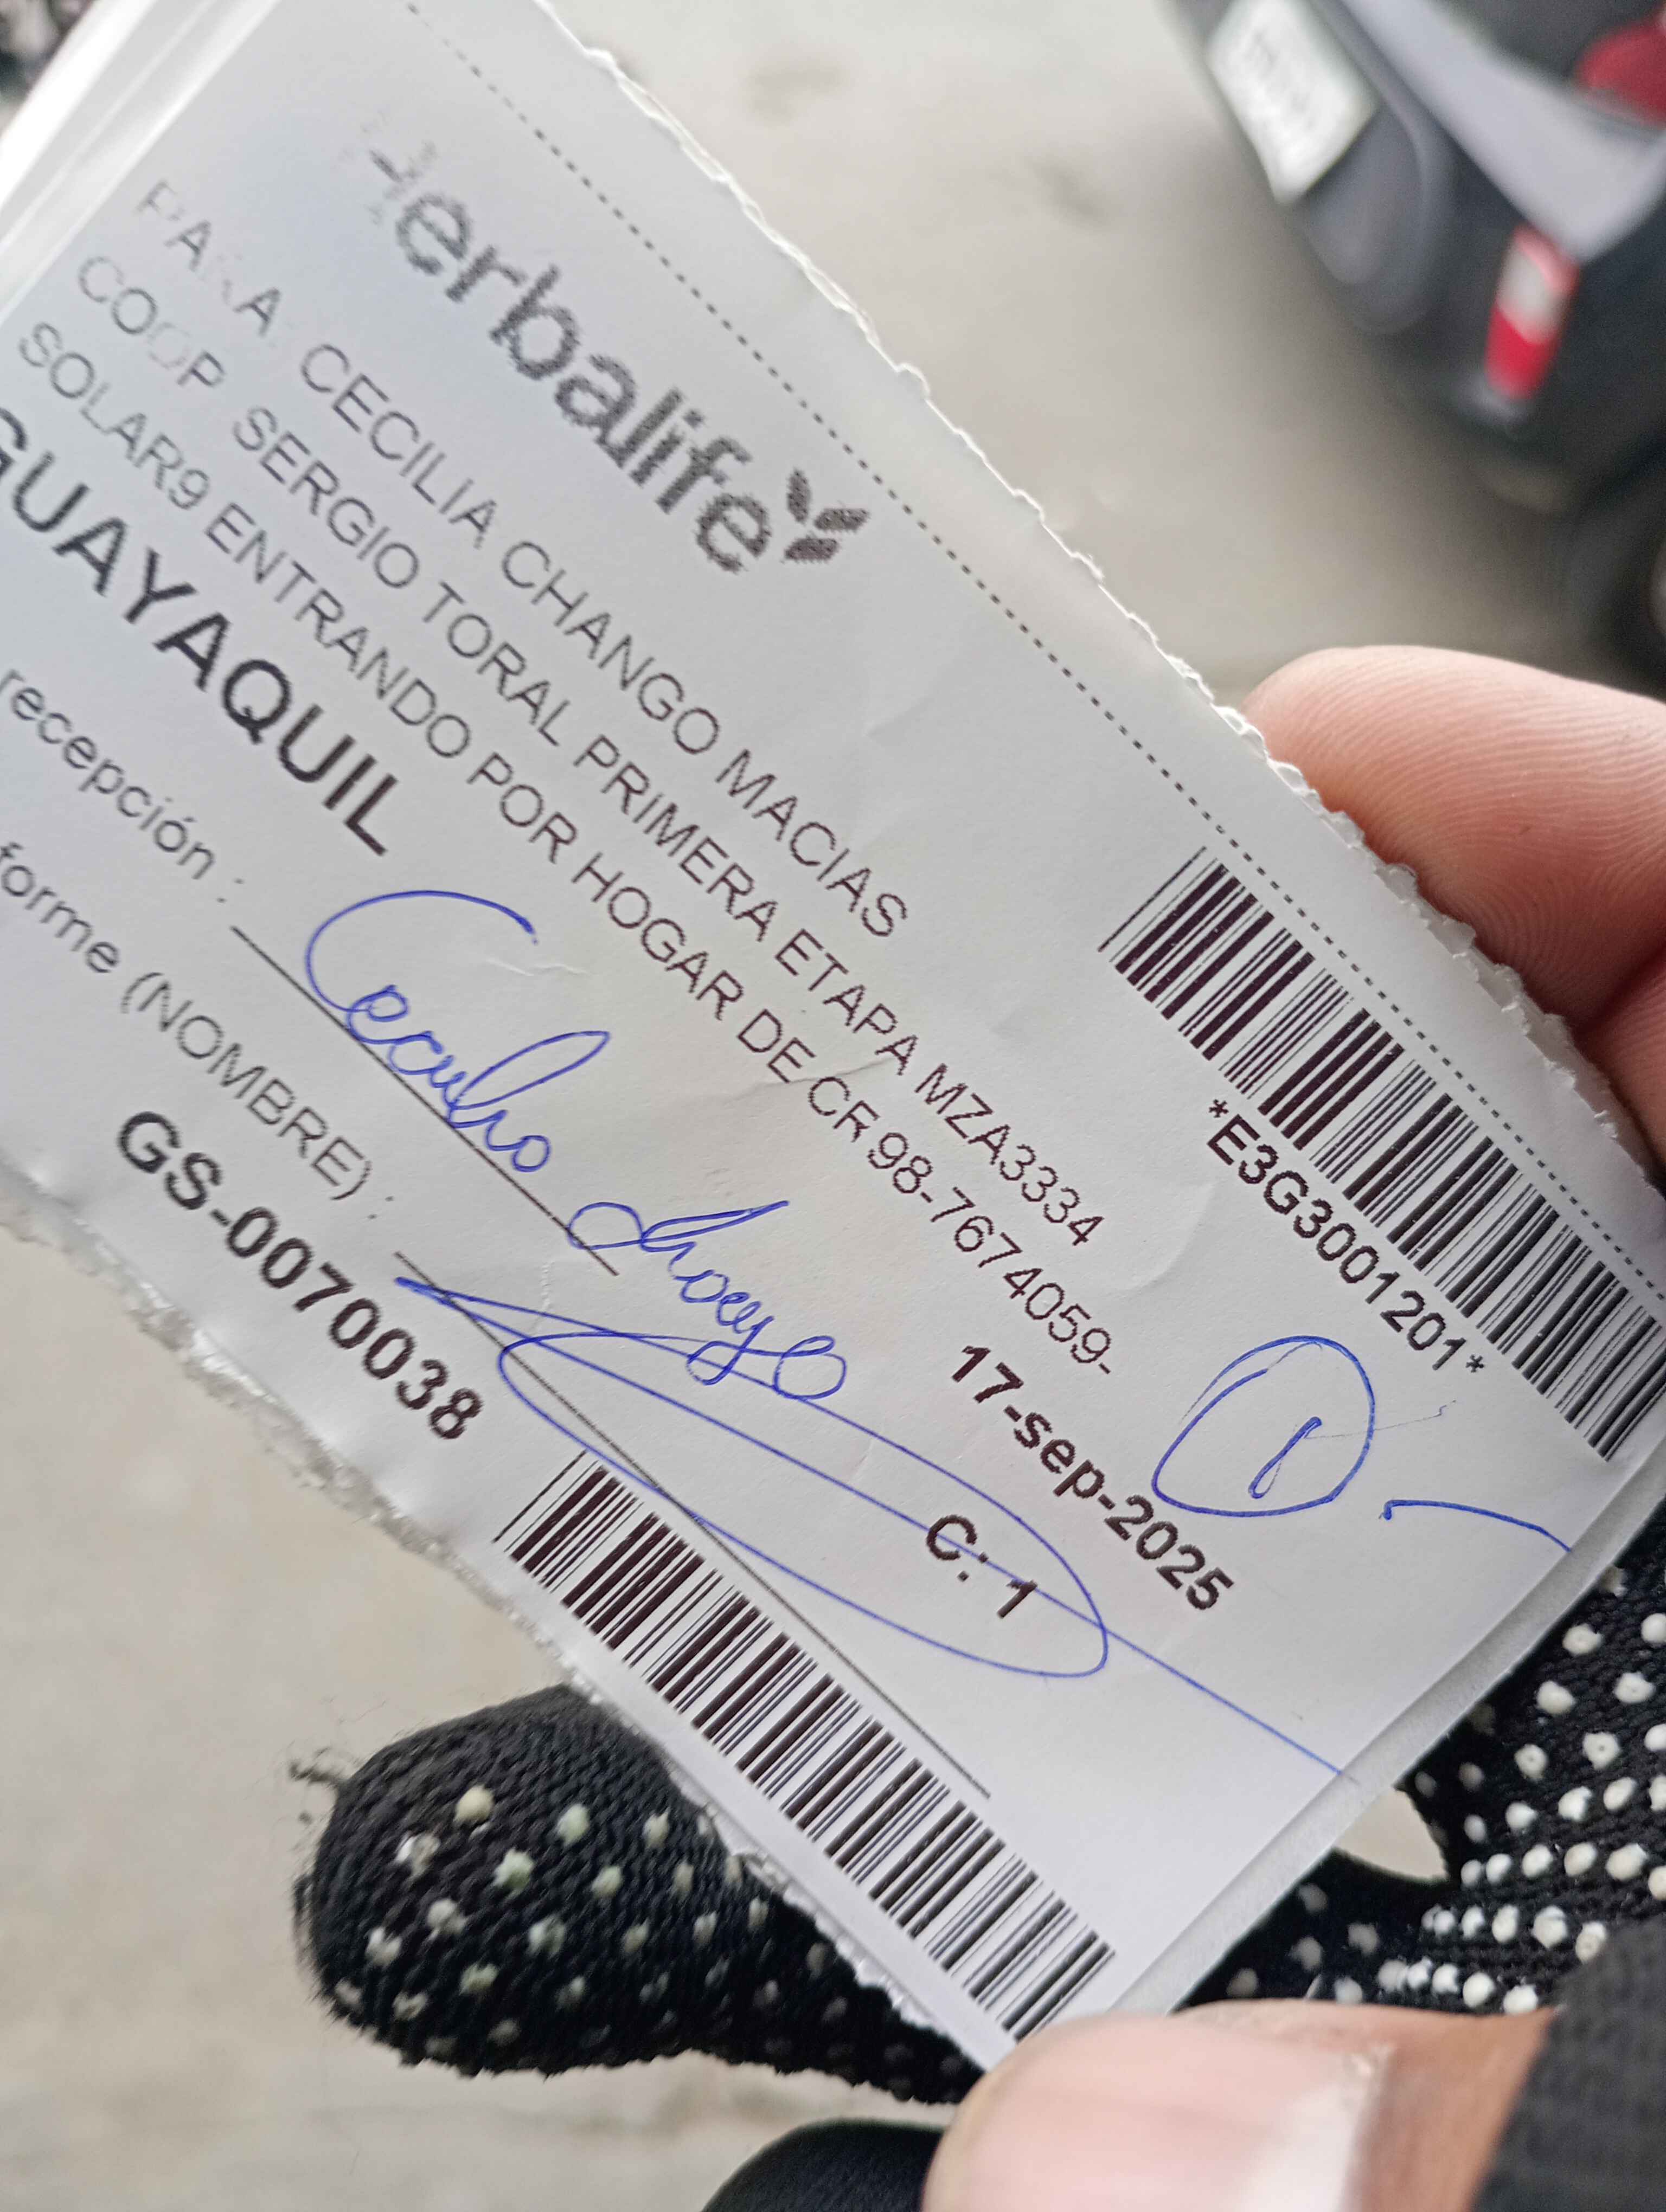 Herbalife
*E3G3001201*
PARA: CECILIA CHANGO MACIAS
COOP SERGIO TORAL PRIMERA ETAPA MZA3334
SOLAR9 ENTRANDO POR HOGAR DE CR 98-7674059-
GUAYAQUIL
17-sep-2025
recepción :
C: 1
forme (NOMBRE) :
GS-0070038
1